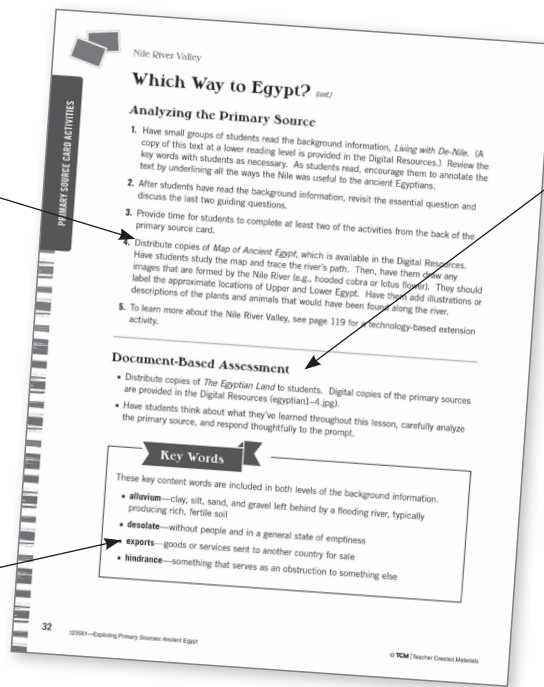 Nile River Valley
Which Way to Egypt? (cont.)
Analyzing the Primary Source
1. Have small groups of students read the background information, Living with De-Nile. (A
copy of this text at a lower reading level is provided in the Digital Resources.) Review the
key words with students as necessary. As students read, encourage them to annotate the
text by underlining all the ways the Nile was useful to the ancient Egyptians.
2. After students have read the background information, revisit the essential question and
discuss the last two guiding questions.
3. Provide time for students to complete at least two of the activities from the back of the
primary source card.
4. Distribute copies of Map of Ancient Egypt, which is available in the Digital Resources.
Have students study the map and trace the river's path. Then, have them draw any
images that are formed by the Nile River (e.g., hooded cobra or lotus flower). They should
label the approximate locations of Upper and Lower Egypt. Have them add illustrations or
descriptions of the plants and animals that would have been found along the river.
5. To learn more about the Nile River Valley, see page 119 for a technology-based extension
activity.
PRIMARY SOURCE CARD ACTIVITIES
Document-Based Assessment
• Distribute copies of The Egyptian Land to students. Digital copies of the primary sources
are provided in the Digital Resources (egyptian1–4.jpg).
• Have students think about what they've learned throughout this lesson, carefully analyze
the primary source, and respond thoughtfully to the prompt.
Key Words
These key content words are included in both levels of the background information.
• alluvium—clay, silt, sand, and gravel left behind by a flooding river, typically
producing rich, fertile soil
• desolate—without people and in a general state of emptiness
• exports—goods or services sent to another country for sale
• hindrance—something that serves as an obstruction to something else
32
123561—Exploring Primary Sources: Ancient Egypt
© TCM | Teacher Created Materials